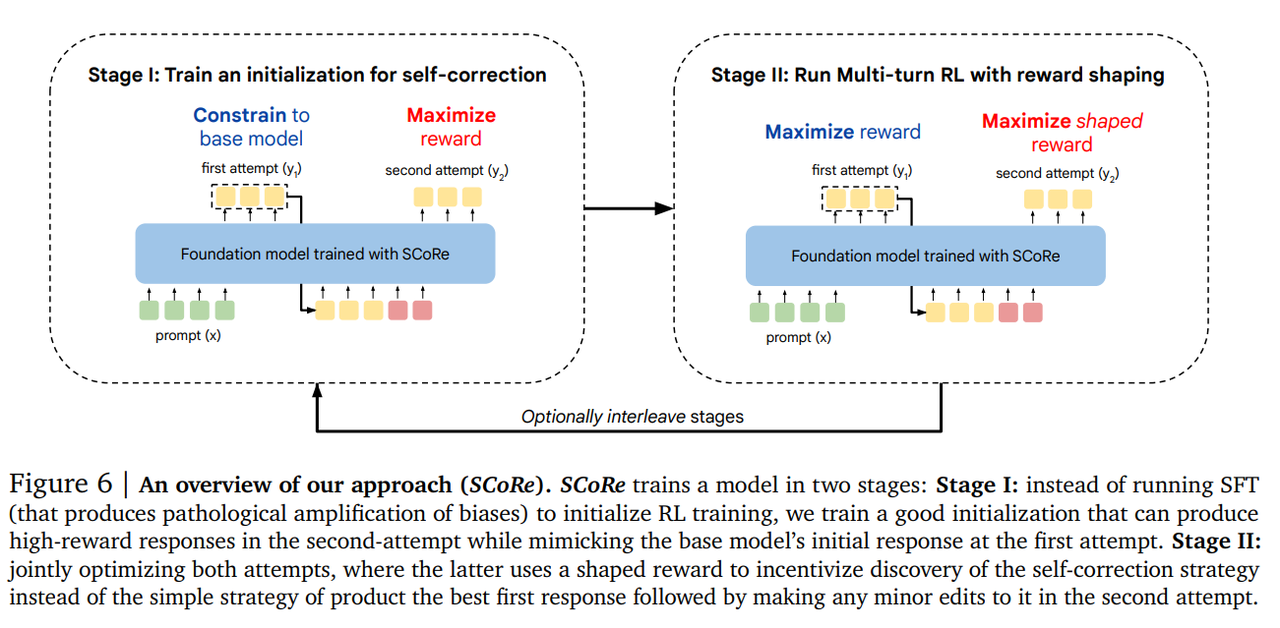 Stage I: Train an initialization for self-correction
Constrain to
base model
Maximize
reward
first attempt (y1)
second attempt (y2)
Foundation model trained with SCoRe
prompt (x)
Stage II: Run Multi-turn RL with reward shaping
Maximize reward
Maximize shaped
reward
first attempt (y1)
second attempt (y2)
Foundation model trained with SCoRe
prompt (x)
Optionally interleave stages
Figure 6 | An overview of our approach (SCoRe). SCoRe trains a model in two stages: Stage I: instead of running SFT
(that produces pathological amplification of biases) to initialize RL training, we train a good initialization that can produce
high-reward responses in the second-attempt while mimicking the base model's initial response at the first attempt. Stage II:
jointly optimizing both attempts, where the latter uses a shaped reward to incentivize discovery of the self-correction strategy
instead of the simple strategy of product the best first response followed by making any minor edits to it in the second attempt.